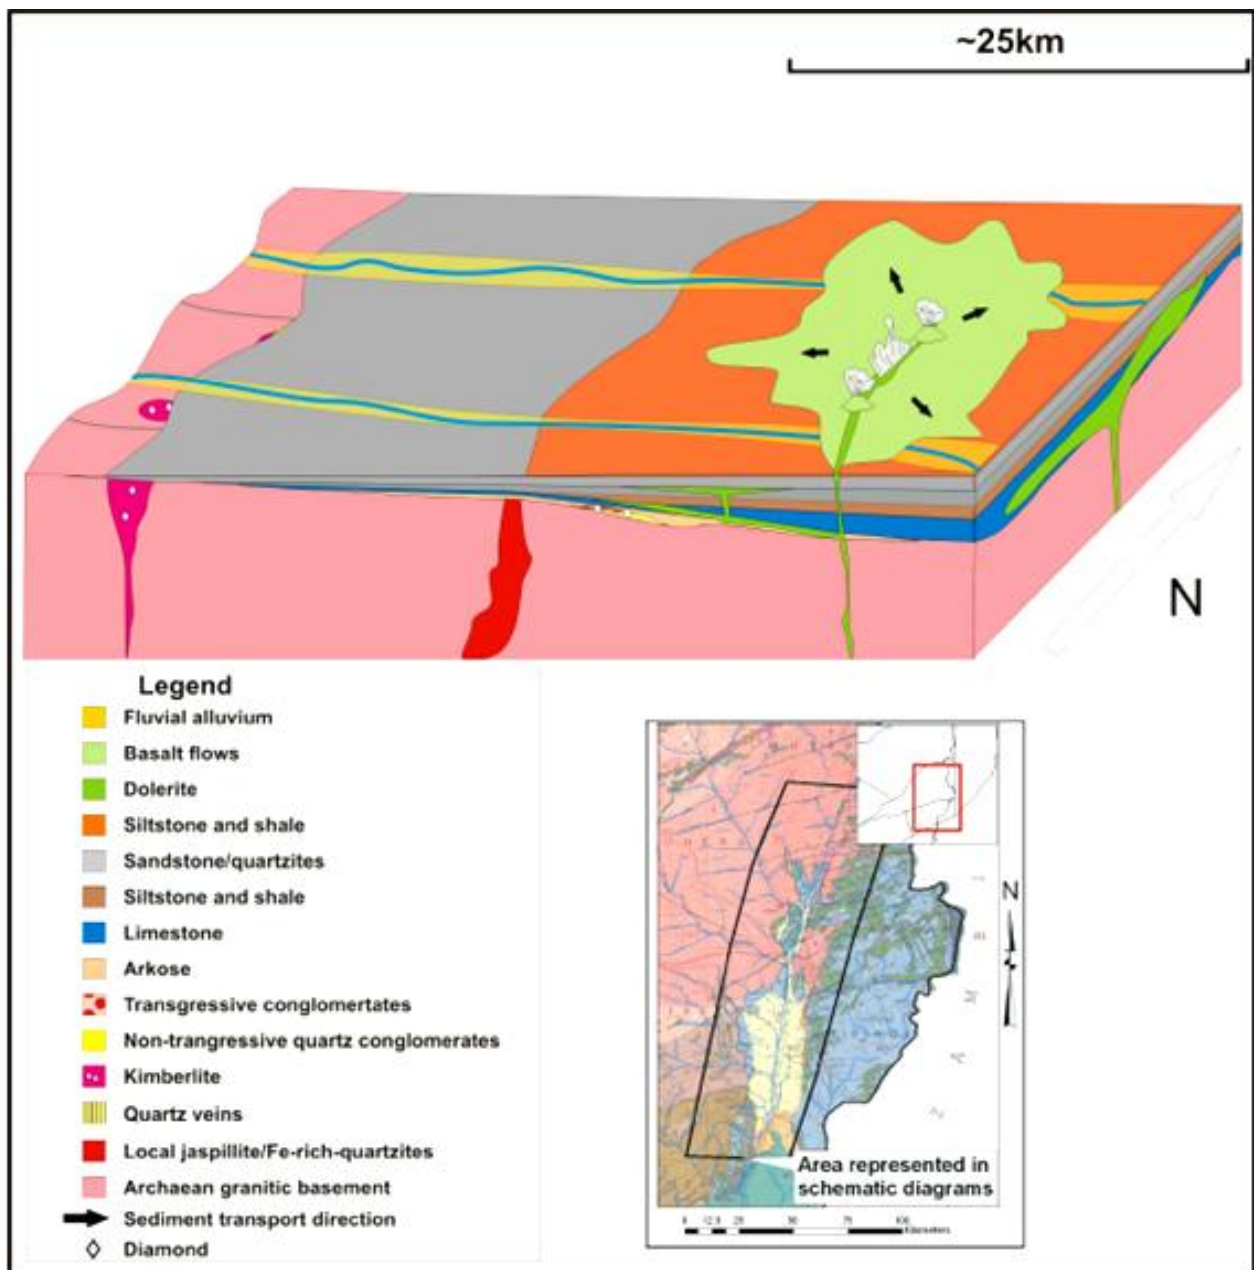 ~25km
N
Legend
Fluvial alluvium
Basalt flows
Dolerite
Siltstone and shale
Sandstone/quartzites
Siltstone and shale
Limestone
Arkose
Transgressive conglomertates
Non-trangressive quartz conglomerates
Kimberlite
Quartz veins
Local jaspillite/Fe-rich-quartzites
Archaean granitic basement
Sediment transport direction
Diamond
N
Area represented in
schematic diagrams
Kilometers